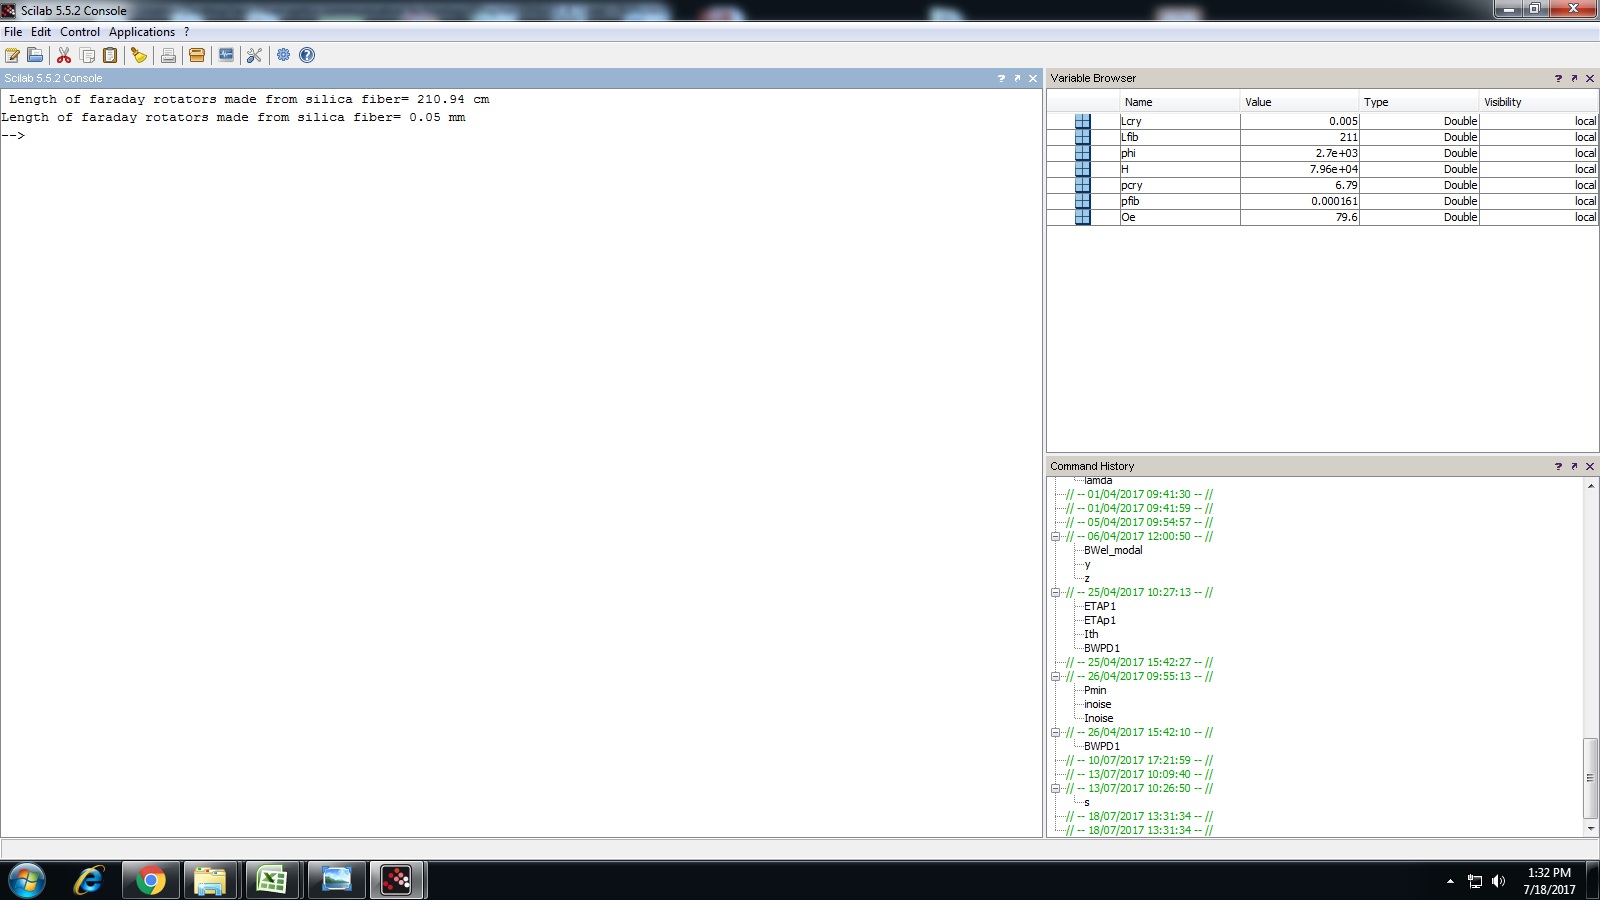 Scilab 5.5.2 Console
File Edit Control Applications ?
Scilab 5.5.2 Console ?
Length of faraday rotators made from silica fiber= 210.94 cm
Length of faraday rotators made from silica fiber= 0.05 mm
-->
Variable Browser ?
Name Value Type Visibility
Lcry 0.005 Double local
Lfib 211 Double local
phi 2.7e+03 Double local
H 7.96e+04 Double local
pcry 6.79 Double local
pfib 0.000161 Double local
Oe 79.6 Double local
Command History ?
lamda
// -- 01/04/2017 09:41:30 -- //
// -- 01/04/2017 09:41:59 -- //
// -- 05/04/2017 09:54:57 -- //
// -- 06/04/2017 12:00:50 -- //
BWel_modal
y
z
// -- 25/04/2017 10:27:13 -- //
ETAP1
ETAp1
Ith
BWPD1
// -- 25/04/2017 15:42:27 -- //
// -- 26/04/2017 09:55:13 -- //
Pmin
inoise
Inoise
// -- 26/04/2017 15:42:10 -- //
BWPD1
// -- 10/07/2017 17:21:59 -- //
// -- 13/07/2017 10:09:40 -- //
// -- 13/07/2017 10:26:50 -- //
s
// -- 18/07/2017 13:31:34 -- //
// -- 18/07/2017 13:31:34 -- //
1:32 PM
7/18/2017